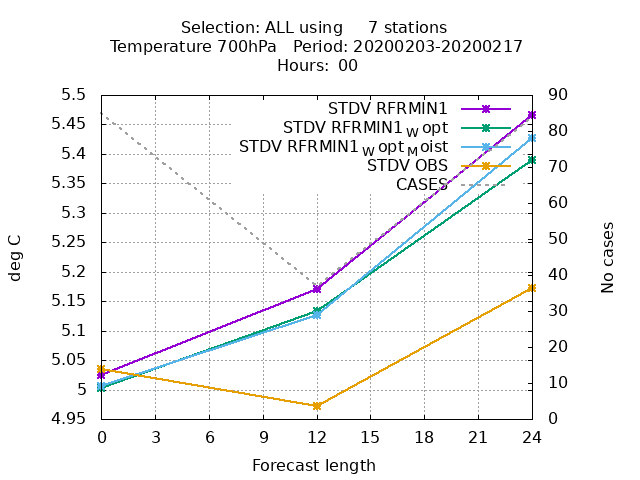 Selection: ALL using     7 stations
Temperature 700hPa   Period: 20200203-20200217
Hours:  00
5.5
5.45
5.4
5.35
5.3
5.25
5.2
5.15
5.1
5.05
5
4.95
deg C
STDV RFRMIN1
STDV RFRMIN1_w opt
STDV RFRMIN1_w opt_M oist
STDV OBS
CASES
90
80
70
60
50
40
30
20
10
0
No cases
0 3 6 9 12 15 18 21 24
Forecast length